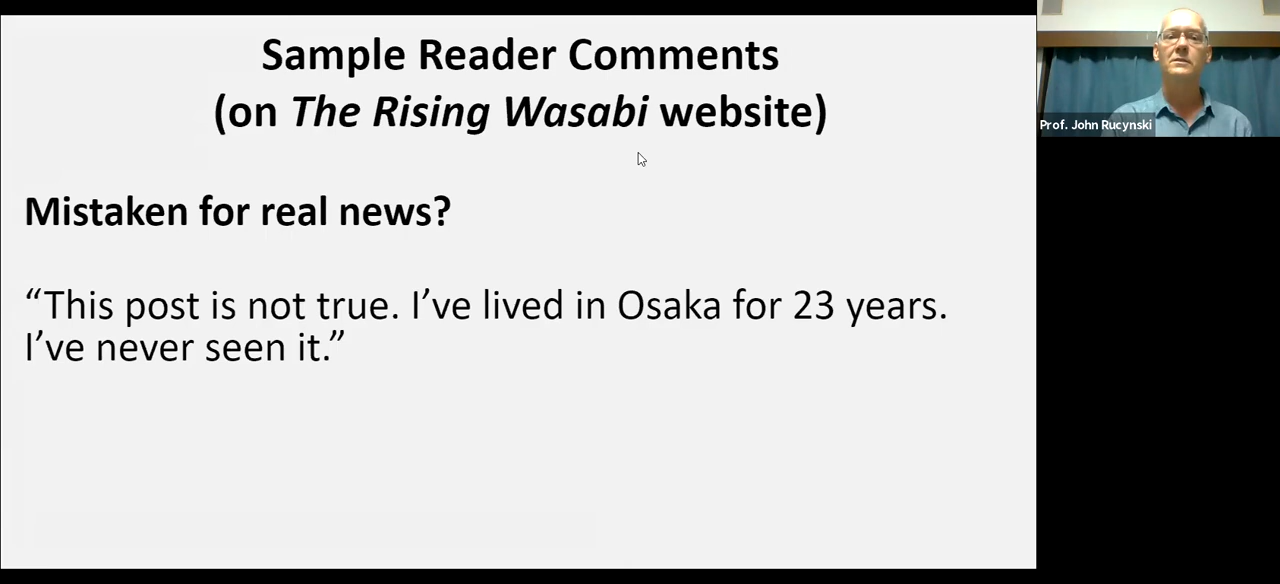 Sample Reader Comments
(on The Rising Wasabi website)
Mistaken for real news?
“This post is not true. I’ve lived in Osaka for 23 years.
I’ve never seen it.”
Prof. John Rucynski